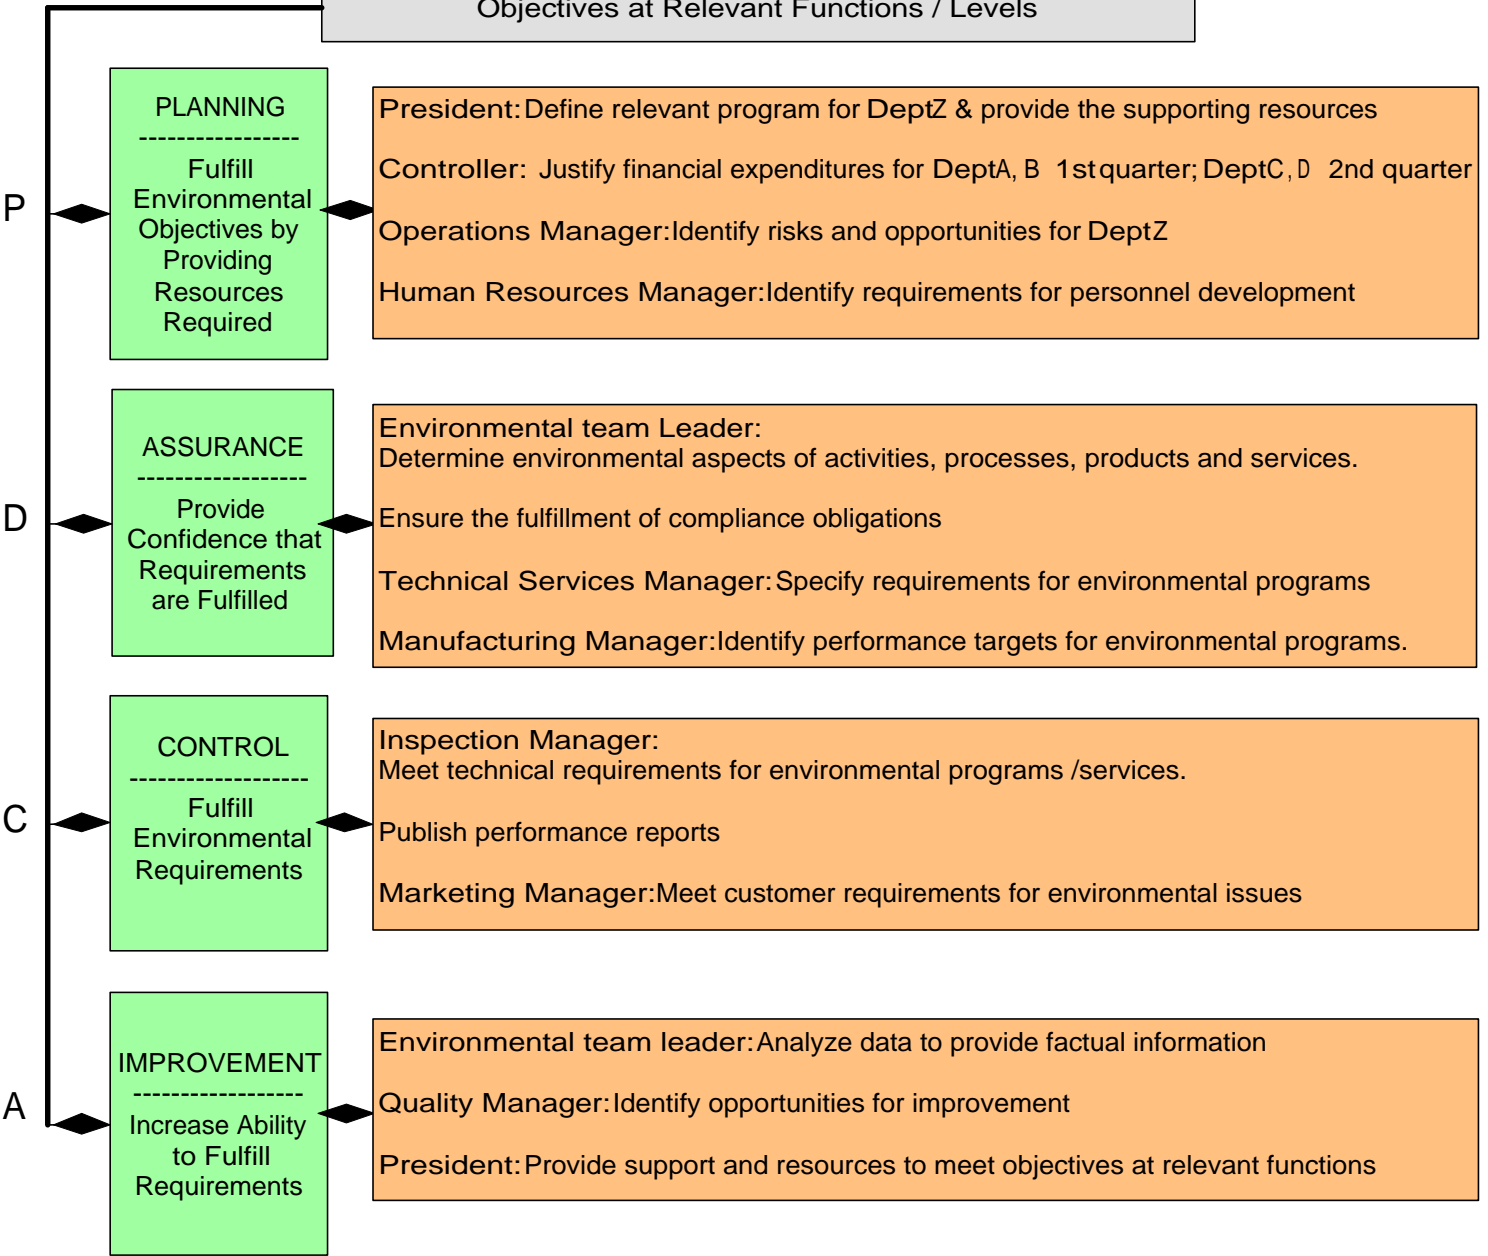 Objectives at Relevant Functions / Levels
P
PLANNING
-----------------
Fulfill
Environmental
Objectives by
Providing
Resources
Required
President: Define relevant program for DeptZ & provide the supporting resources
Controller: Justify financial expenditures for DeptA, B 1st quarter; DeptC, D 2nd quarter
Operations Manager: Identify risks and opportunities for DeptZ
Human Resources Manager: Identify requirements for personnel development
D
ASSURANCE
------------------
Provide
Confidence that
Requirements
are Fulfilled
Environmental team Leader:
Determine environmental aspects of activities, processes, products and services.
Ensure the fulfillment of compliance obligations
Technical Services Manager: Specify requirements for environmental programs
Manufacturing Manager: Identify performance targets for environmental programs.
C
CONTROL
-------------------
Fulfill
Environmental
Requirements
Inspection Manager:
Meet technical requirements for environmental programs /services.
Publish performance reports
Marketing Manager: Meet customer requirements for environmental issues
A
IMPROVEMENT
------------------
Increase Ability
to Fulfill
Requirements
Environmental team leader: Analyze data to provide factual information
Quality Manager: Identify opportunities for improvement
President: Provide support and resources to meet objectives at relevant functions